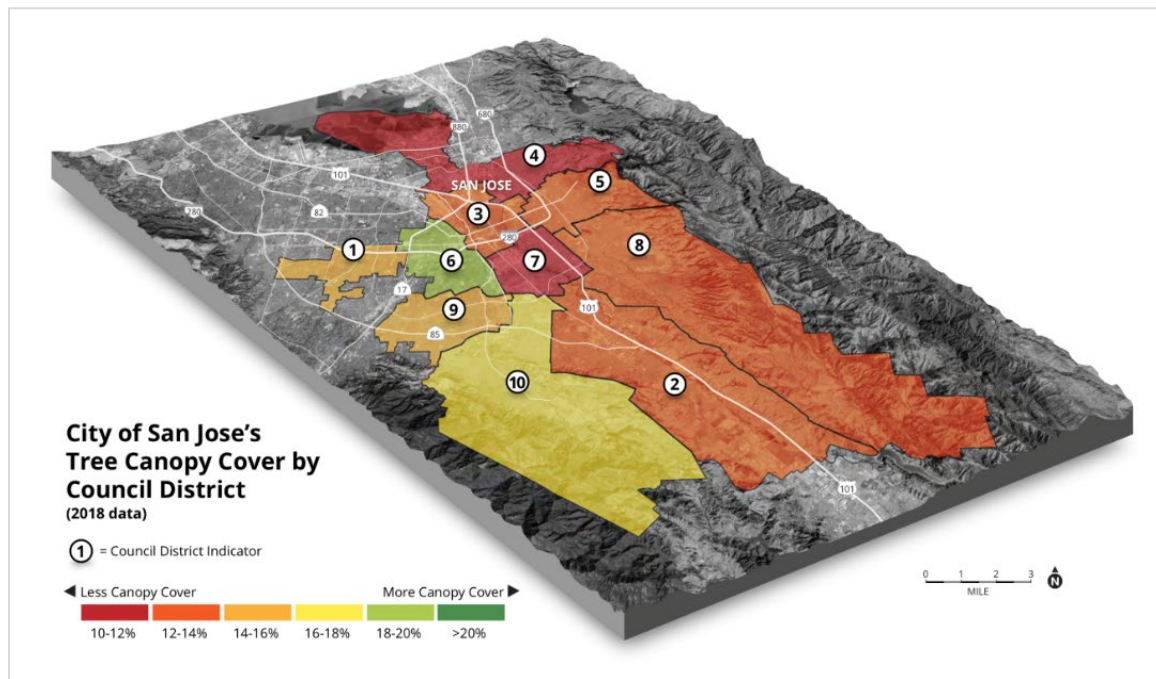 880
680
4
101
SAN JOSE
5
280
82
3
280
8
1
6
7
17
9
101
85
10
2
City of San Jose's
Tree Canopy Cover by
Council District
(2018 data)
101
1 = Council District Indicator
◀ Less Canopy Cover More Canopy Cover ▶
10-12% 12-14% 14-16% 16-18% 18-20% >20%
0 1 2 3
MILE
N